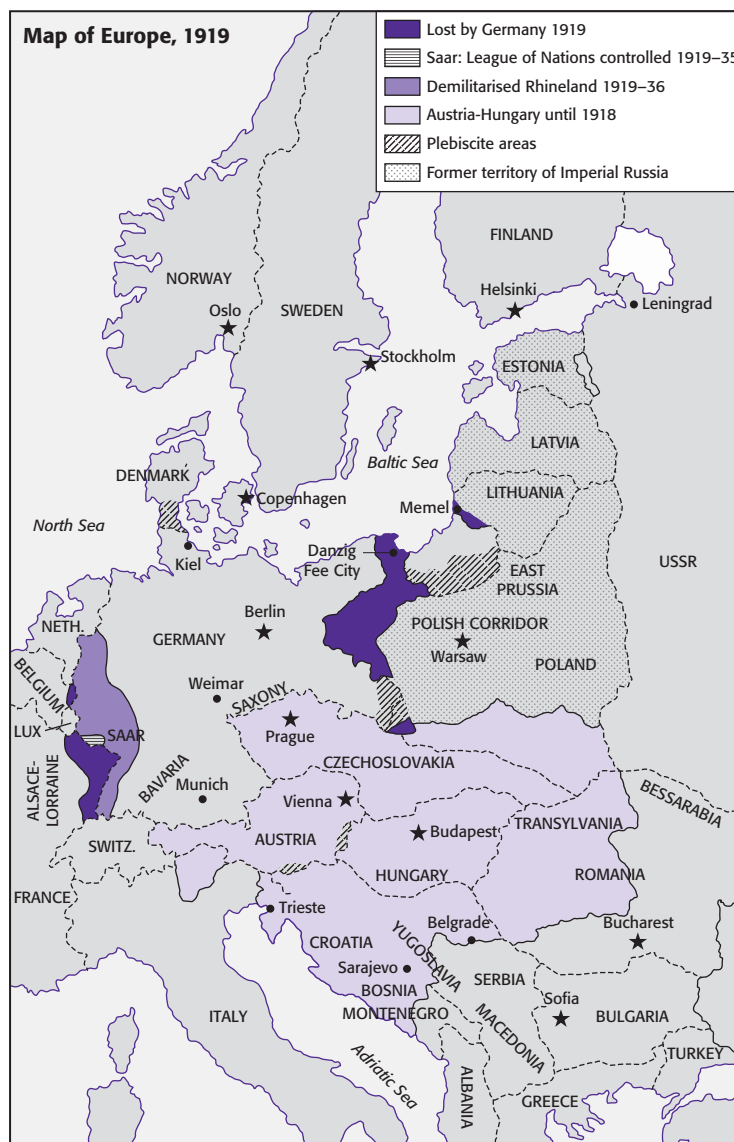 Map of Europe, 1919
Lost by Germany 1919
Saar: League of Nations controlled 1919–35
Demilitarised Rhineland 1919–36
Austria-Hungary until 1918
Plebiscite areas
Former territory of Imperial Russia
FINLAND
NORWAY
Helsinki
Leningrad
Oslo
SWEDEN
Stockholm
ESTONIA
LATVIA
Baltic Sea
DENMARK
LITHUANIA
Copenhagen
Memel
North Sea
Danzig
Fee City
Kiel
USSR
EAST
PRUSSIA
Berlin
NETH.
GERMANY
POLISH CORRIDOR
Warsaw
POLAND
BELGIUM
Weimar
SAXONY
LUX
SAAR
Prague
CZECHOSLOVAKIA
ALSACE-
LORRAINE
BAVARIA
Munich
Vienna
BESSARABIA
TRANSYLVANIA
AUSTRIA
Budapest
SWITZ.
HUNGARY
ROMANIA
FRANCE
Trieste
Belgrade
Bucharest
CROATIA
YUGOSLAVIA
Sarajevo
SERBIA
BOSNIA
Sofia
MONTENEGRO
ITALY
MACEDONIA
BULGARIA
Adriatic Sea
TURKEY
ALBANIA
GREECE